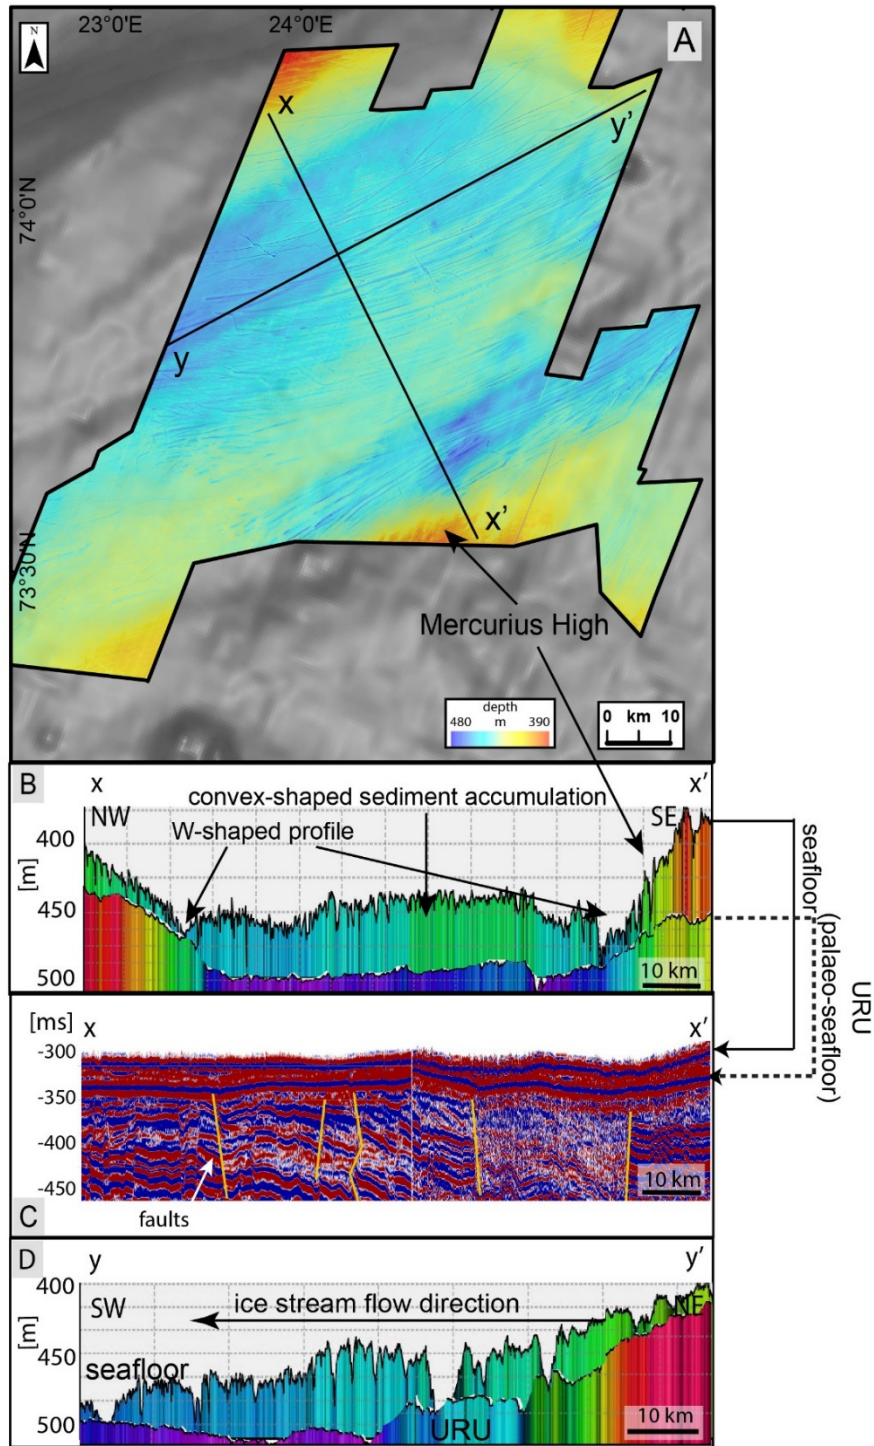 23°0'E
24°0'E
N
A
x
y'
74°0'N
y
x'
73°30'N
Mercurius High
depth
480 m 390
0 km 10
B
x
x'
convex-shaped sediment accumulation
NW
SE
W-shaped profile
400
[m]
450
500
10 km
seafloor
URU
(palaeo-seafloor)
C
[ms]
x
x'
-300
-350
-400
-450
faults
10 km
D
y
y'
400
SW
ice stream flow direction
NE
[m]
450
seafloor
500
URU
10 km